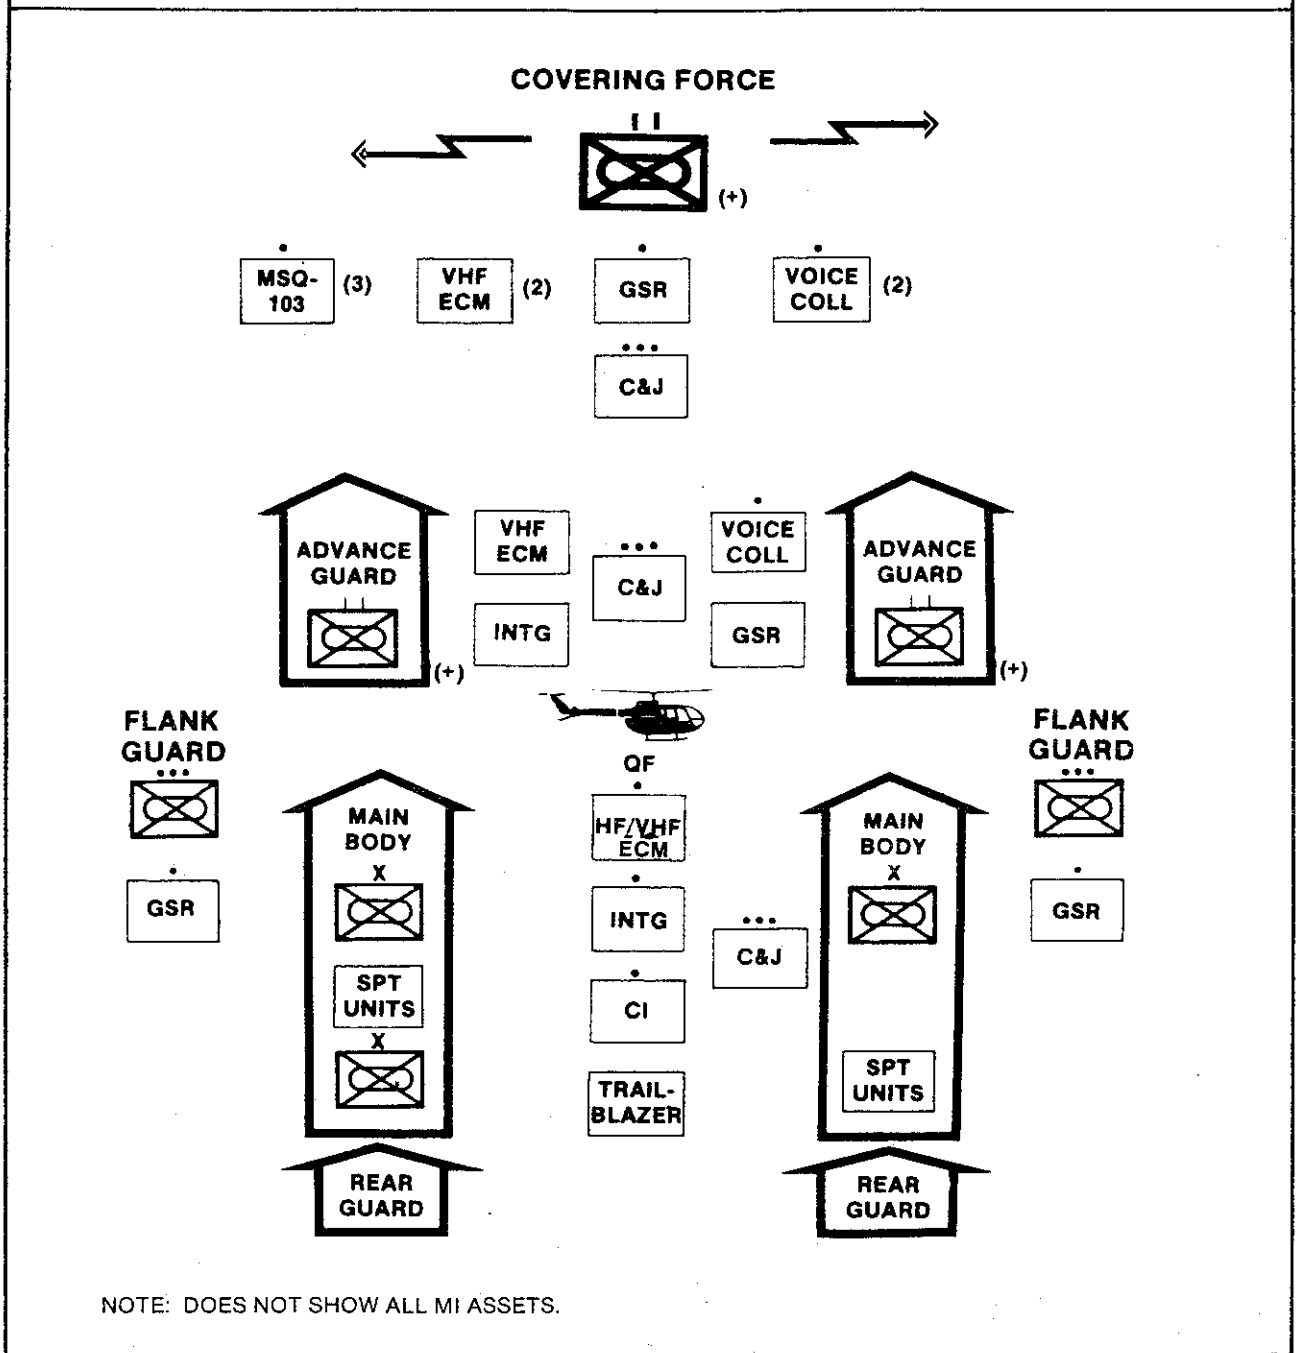 COVERING FORCE
(+)
MSQ-
103
(3)
VHF
ECM
(2)
GSR
VOICE
COLL
(2)
C&J
ADVANCE
GUARD
(+)
VHF
ECM
INTG
C&J
VOICE
COLL
GSR
ADVANCE
GUARD
(+)
FLANK
GUARD
GSR
QF
HF/VHF
ECM
INTG
CI
TRAIL-
BLAZER
C&J
MAIN
BODY
X
SPT
UNITS
X
MAIN
BODY
X
SPT
UNITS
FLANK
GUARD
GSR
REAR
GUARD
REAR
GUARD
NOTE: DOES NOT SHOW ALL MI ASSETS.